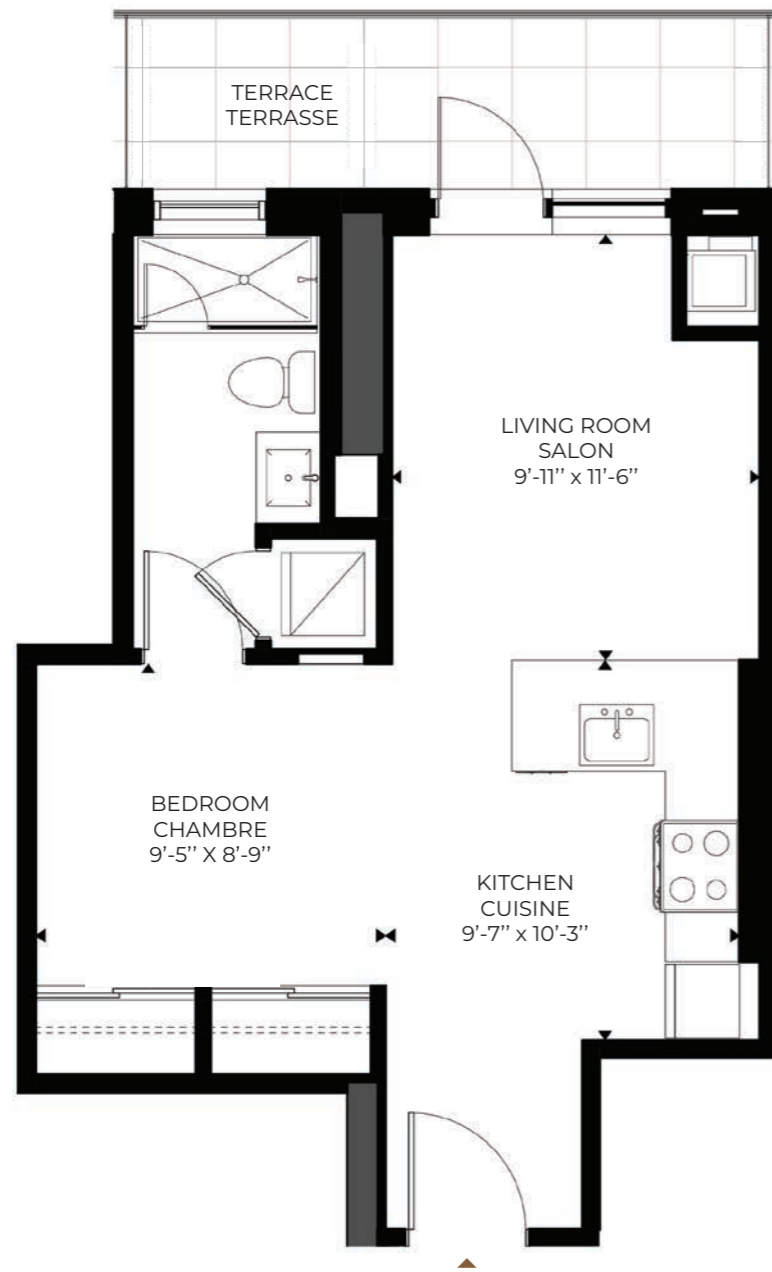 TERRACE
TERRASSE
LIVING ROOM
SALON
9’-11’’ x 11’-6’’
BEDROOM
CHAMBRE
9’-5’’ X 8’-9’’
KITCHEN
CUISINE
9’-7’’ x 10’-3’’